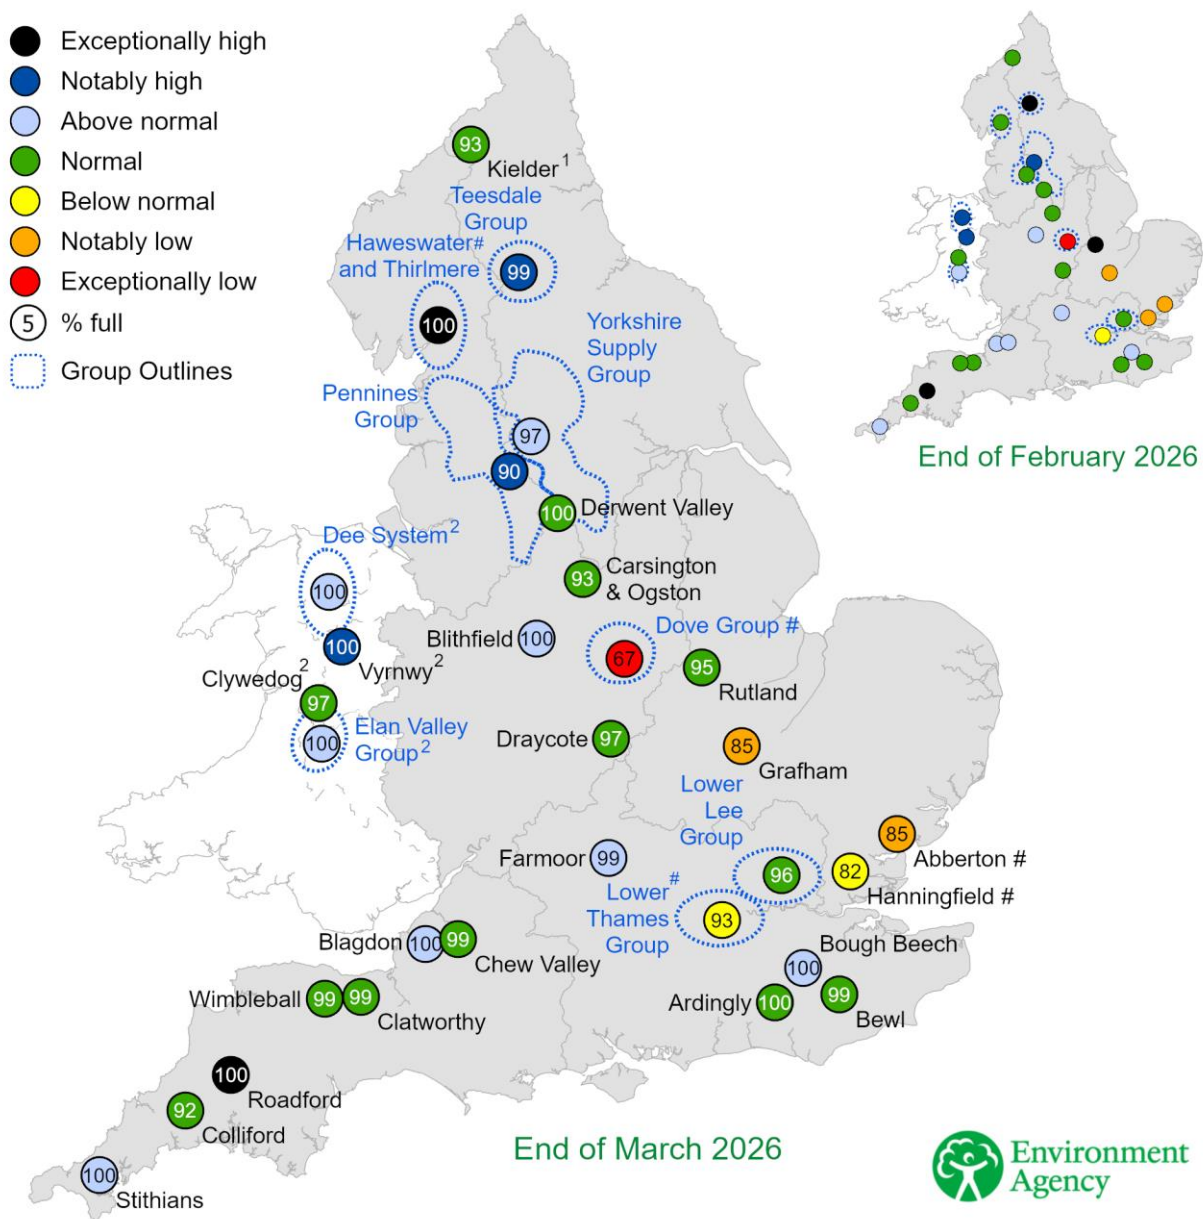 Exceptionally high
Notably high
Above normal
Normal
Below normal
Notably low
Exceptionally low
5 % full
Group Outlines
End of February 2026
93
Kielder¹
Teesdale
Group
99
Haweswater#
and Thirlmere
100
Yorkshire
Supply
Group
Pennines
Group
97
90
100 Derwent Valley
Dee System²
100
93 Carsington
& Ogston
Blithfield 100
Dove Group #
67
100
Vyrnwy²
95
Rutland
Clywedog²
97
Elan Valley
Group²
100
Draycote 97
85
Grafham
Lower
Lee
Group
96
85
Abberton #
82
Hanningfield #
Farmoor 99
Lower#
Thames
Group
93
Blagdon 100
99
Chew Valley
Bough Beech
100
Wimbleball 99
99
Clatworthy
Ardingly 100
99
Bewl
100
Roadford
92
Colliford
100
Stithians
End of March 2026
Environment
Agency